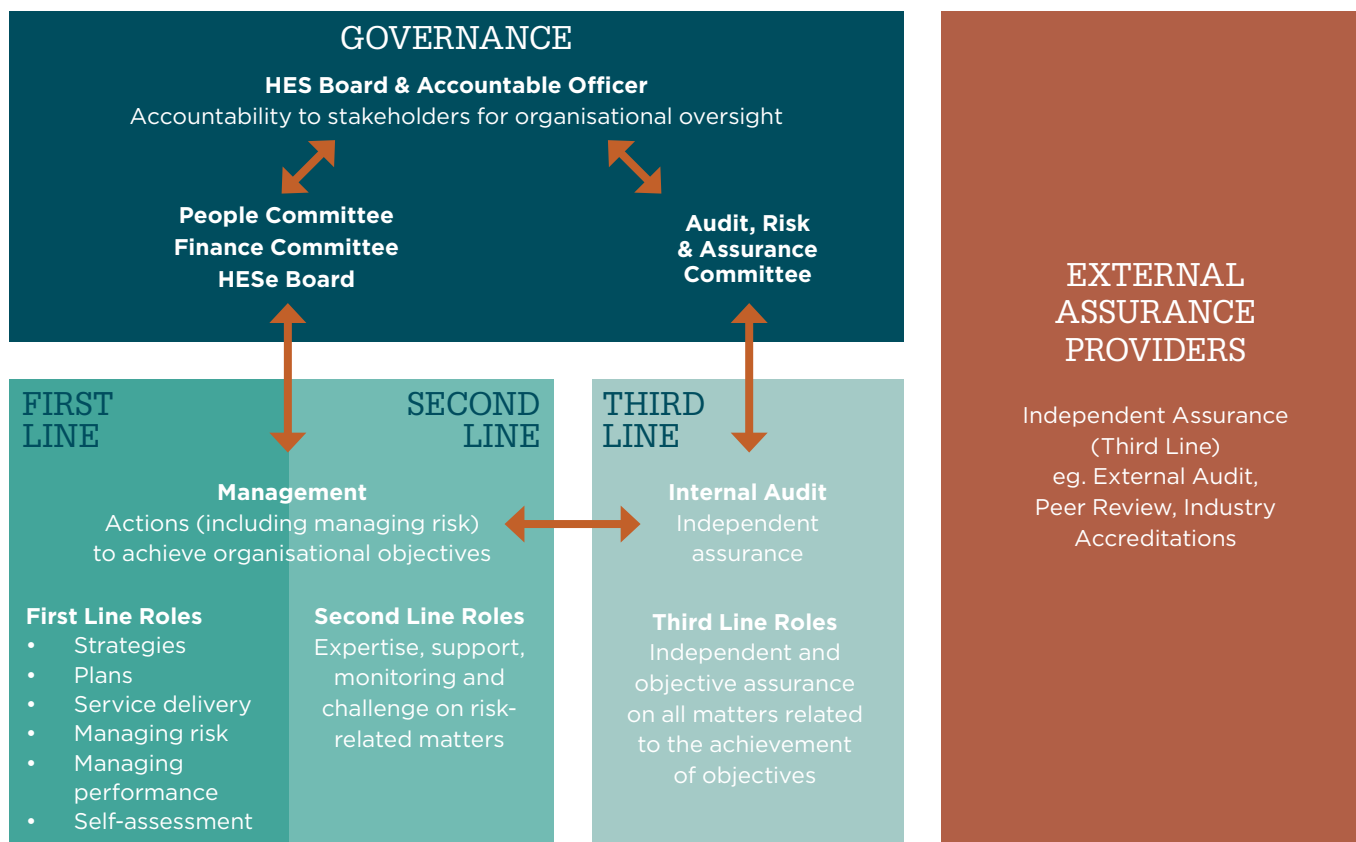 GOVERNANCE
HES Board & Accountable Officer
Accountability to stakeholders for organisational oversight
People Committee
Finance Committee
HESe Board
Audit, Risk
& Assurance
Committee
FIRST
LINE
SECOND
LINE
Management
Actions (including managing risk)
to achieve organisational objectives
First Line Roles
• Strategies
• Plans
• Service delivery
• Managing risk
• Managing
performance
• Self-assessment
Second Line Roles
Expertise, support,
monitoring and
challenge on risk-
related matters
THIRD
LINE
Internal Audit
Independent
assurance
Third Line Roles
Independent and
objective assurance
on all matters related
to the achievement
of objectives
EXTERNAL
ASSURANCE
PROVIDERS
Independent Assurance
(Third Line)
eg. External Audit,
Peer Review, Industry
Accreditations